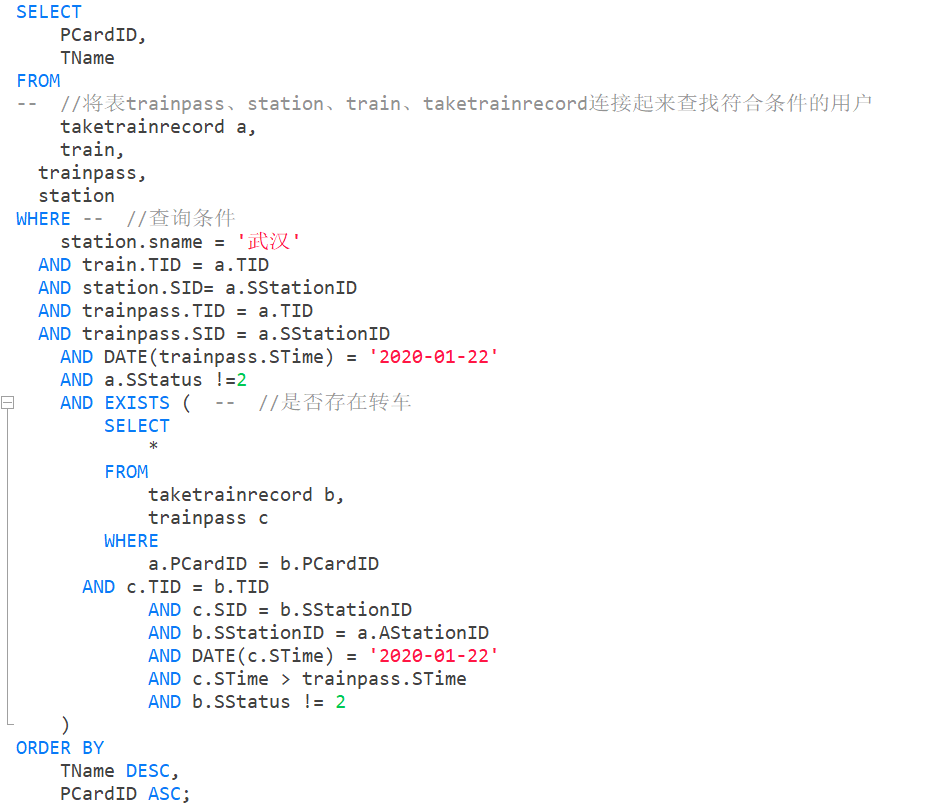 SELECT
PCardID,
TName
FROM
-- //将表trainpass、station、train、taketrainrecord连接起来查找符合条件的用户
taketrainrecord a,
train,
trainpass,
station
WHERE -- //查询条件
station.sname = '武汉'
AND train.TID = a.TID
AND station.SID= a.SStationID
AND trainpass.TID = a.TID
AND trainpass.SID = a.SStationID
AND DATE(trainpass.STime) = '2020-01-22'
AND a.SStatus !=2
AND EXISTS ( -- //是否存在转车
SELECT
*
FROM
taketrainrecord b,
trainpass c
WHERE
a.PCardID = b.PCardID
AND c.TID = b.TID
AND c.SID = b.SStationID
AND b.SStationID = a.AStationID
AND DATE(c.STime) = '2020-01-22'
AND c.STime > trainpass.STime
AND b.SStatus != 2
)
ORDER BY
TName DESC,
PCardID ASC;